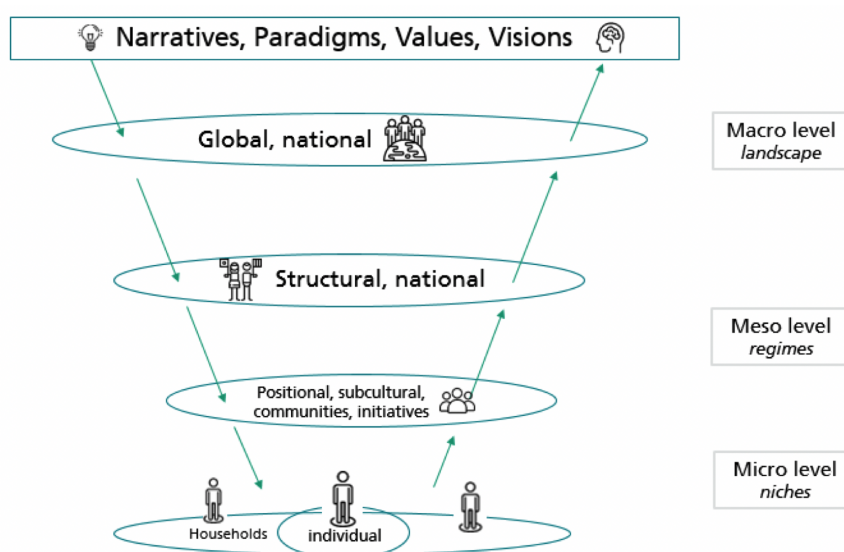 Narratives, Paradigms, Values, Visions
Global, national
Macro level
landscape
Structural, national
Meso level
regimes
Positional, subcultural,
communities, initiatives
Micro level
niches
Households
individual